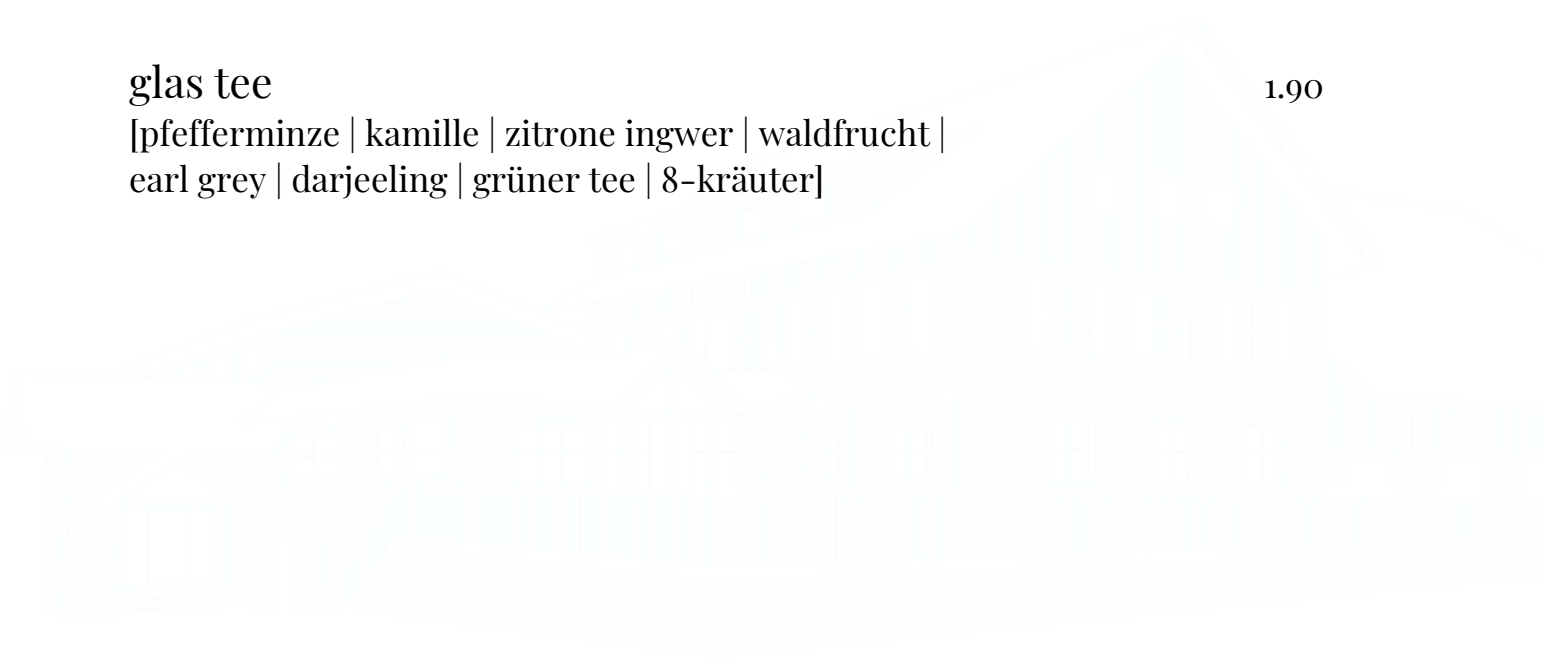 glas tee 1.90
[pfefferminze | kamille | zitrone ingwer | waldfrucht |
earl grey | darjeeling | grüner tee | 8-kräuter]